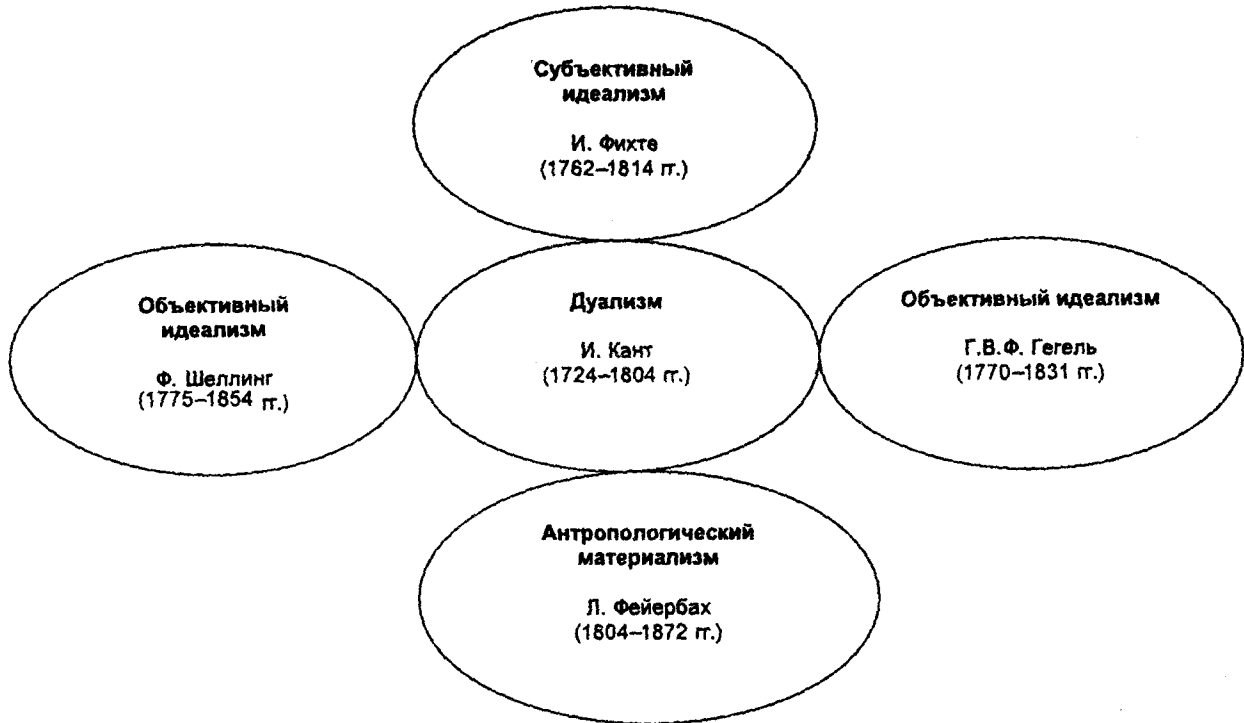 Субъективный
идеализм
И. Фихте
(1762–1814 гг.)
Объективный
идеализм
Ф. Шеллинг
(1775–1854 гг.)
Дуализм
И. Кант
(1724–1804 гг.)
Объективный идеализм
Г.В.Ф. Гегель
(1770–1831 гг.)
Антропологический
материализм
Л. Фейербах
(1804–1872 гг.)